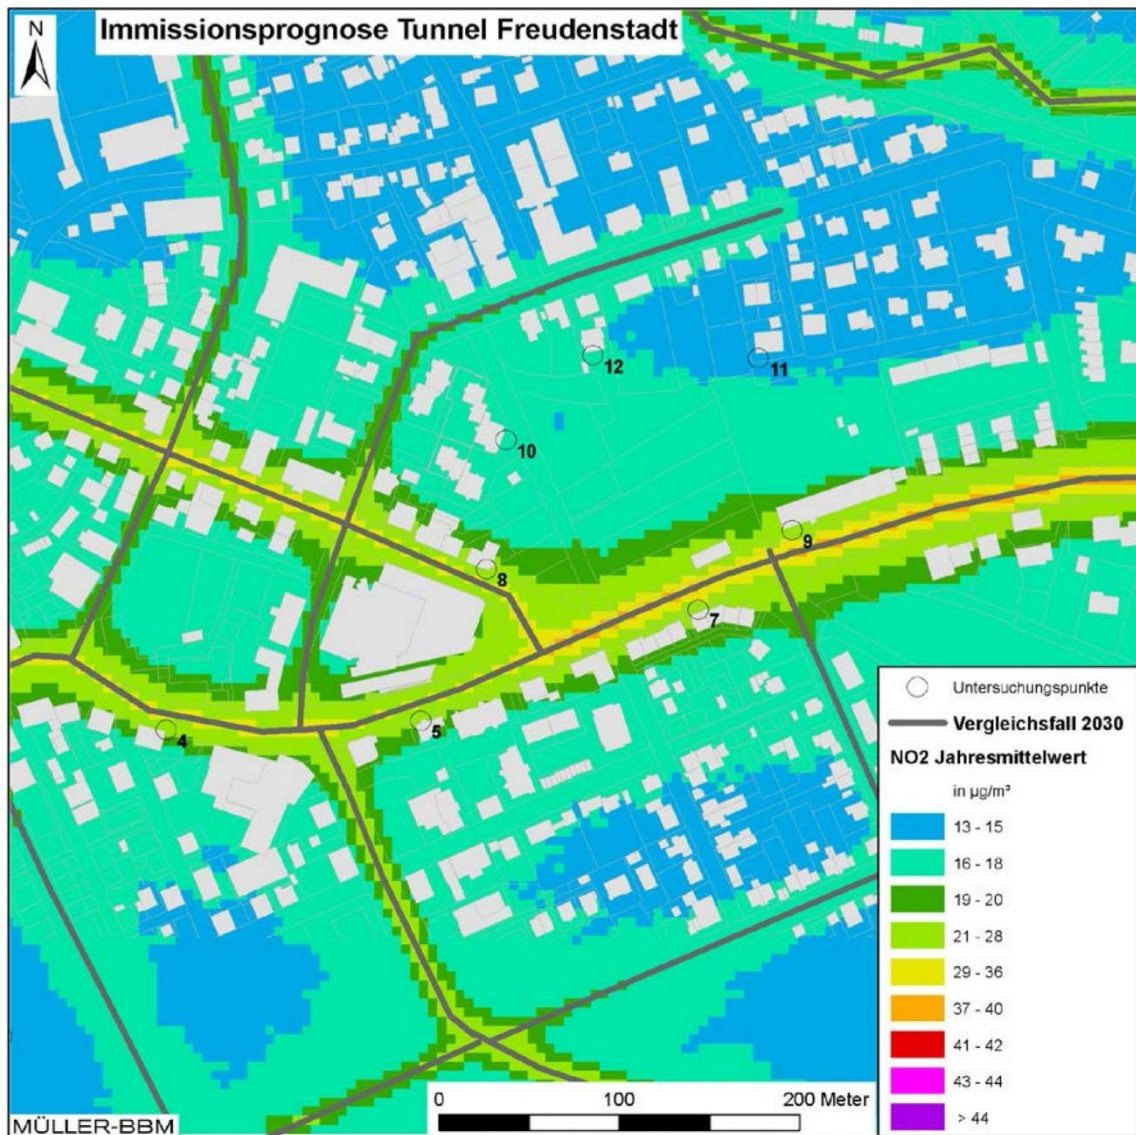 Immissionsprognose Tunnel Freudenstadt
N
12
11
10
9
8
7
5
4
Untersuchungspunkte
Vergleichsfall 2030
NO2 Jahresmittelwert
in µg/m³
13 - 15
16 - 18
19 - 20
21 - 28
29 - 36
37 - 40
41 - 42
43 - 44
> 44
0 100 200 Meter
MÜLLER-BBM